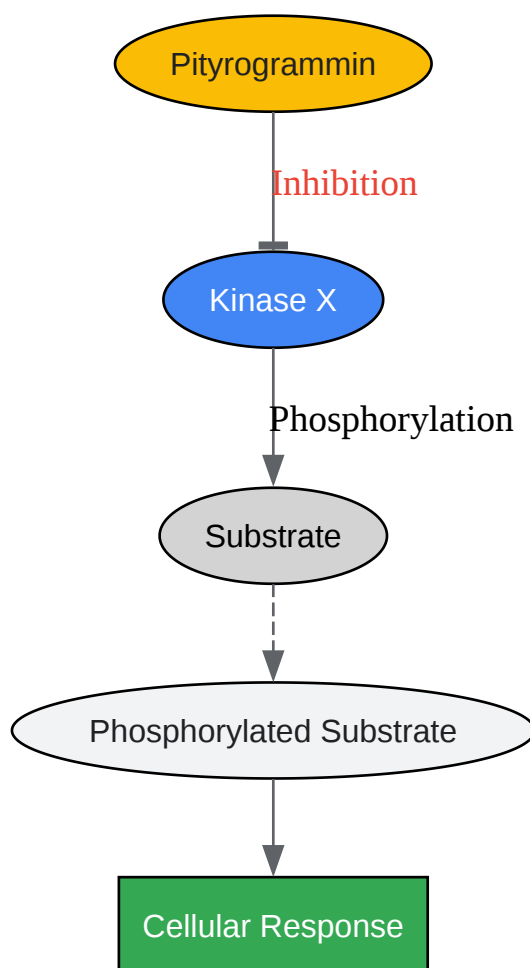 Pityrogrammin
Inhibition
Kinase X
Phosphorylation
Substrate
Phosphorylated Substrate
Cellular Response